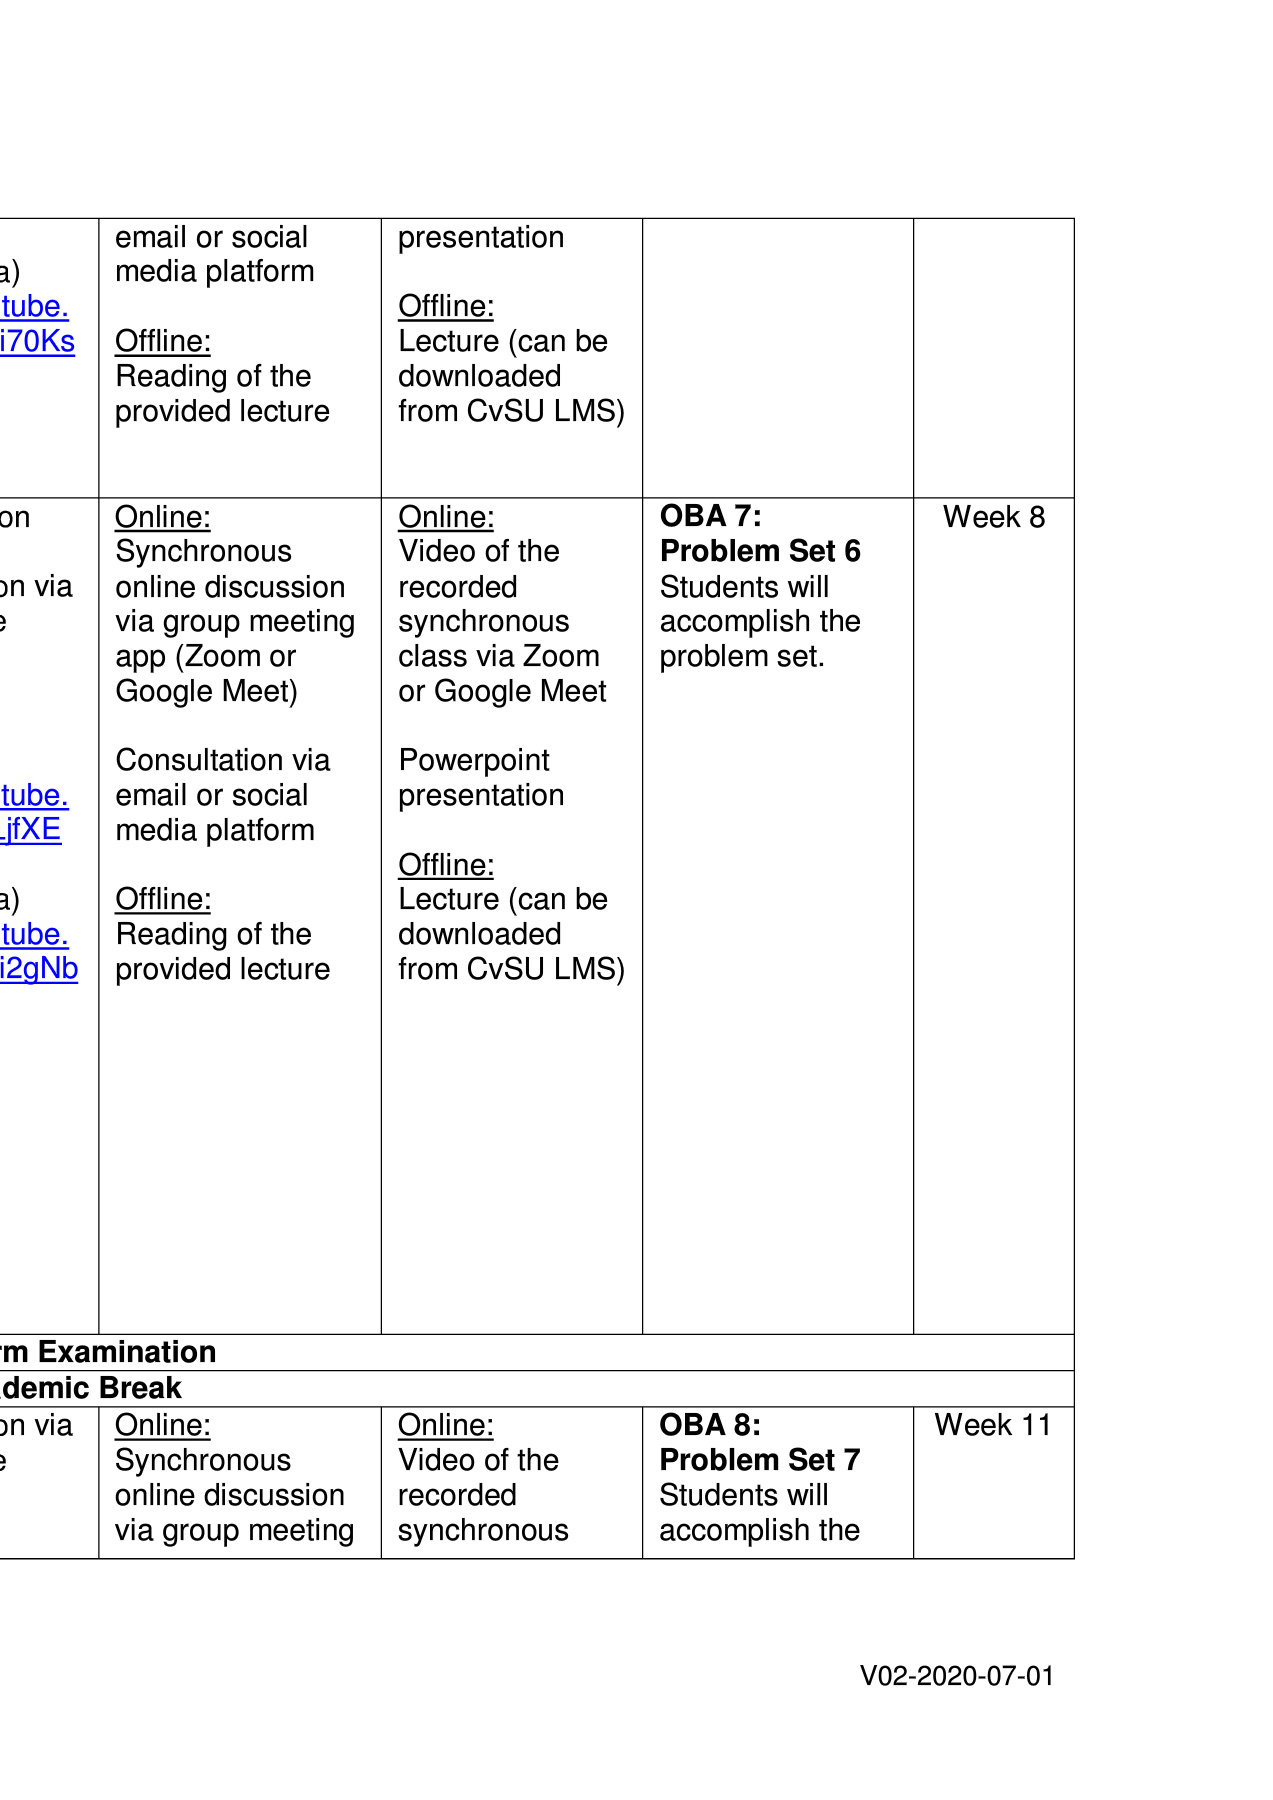 a)
tube.
i70Ks
email or social
media platform
Offline:
Reading of the
provided lecture
presentation
Offline:
Lecture (can be
downloaded
from CvSU LMS)
on
on via
e
tube.
LjfXE
a)
tube.
i2gNb
Online:
Synchronous
online discussion
via group meeting
app (Zoom or
Google Meet)
Consultation via
email or social
media platform
Offline:
Reading of the
provided lecture
Online:
Video of the
recorded
synchronous
class via Zoom
or Google Meet
Powerpoint
presentation
Offline:
Lecture (can be
downloaded
from CvSU LMS)
OBA 7:
Problem Set 6
Students will
accomplish the
problem set.
Week 8
rm Examination
ademic Break
on via
e
Online:
Synchronous
online discussion
via group meeting
Online:
Video of the
recorded
synchronous
OBA 8:
Problem Set 7
Students will
accomplish the
Week 11
V02-2020-07-01